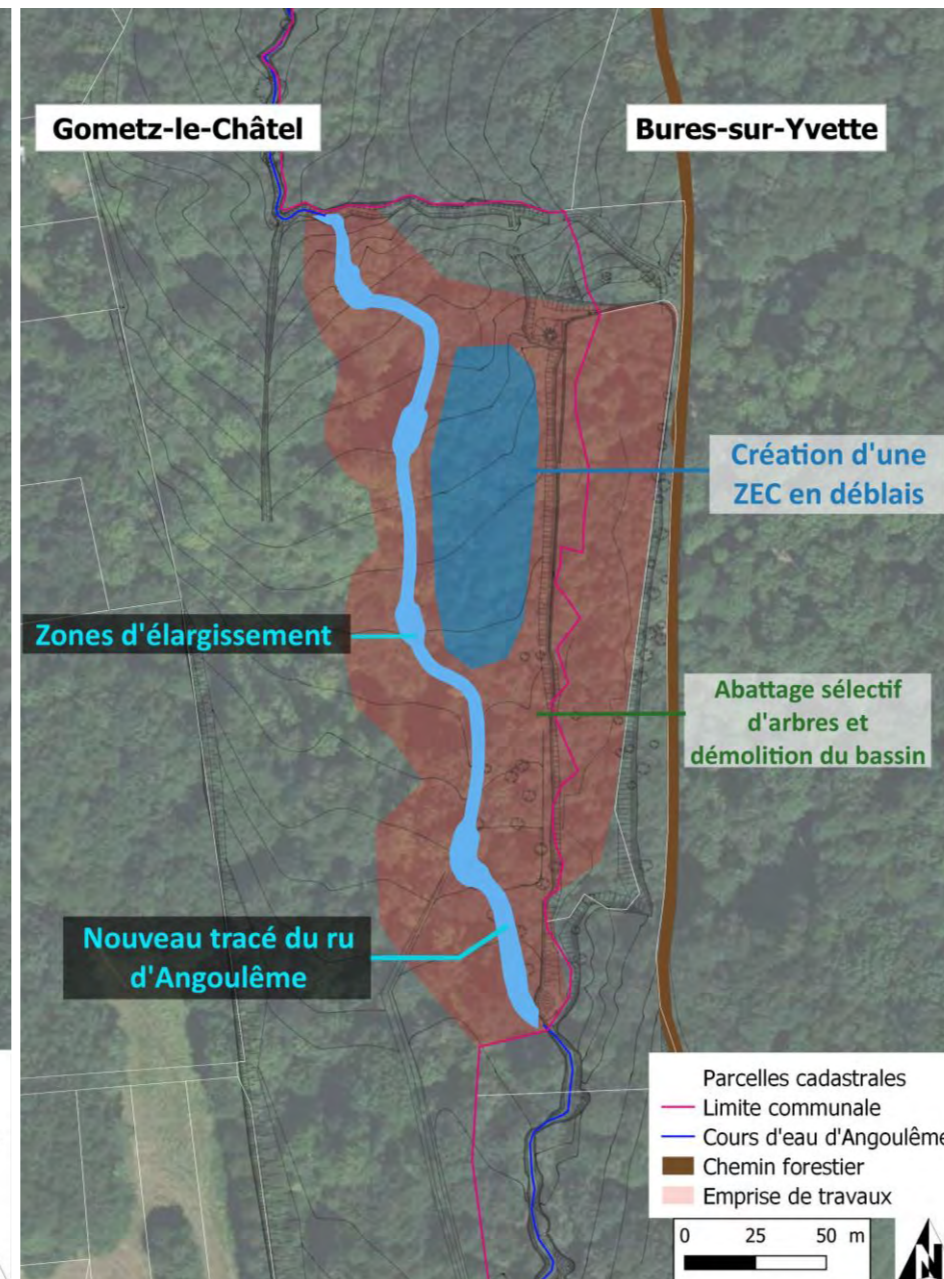 Gometz-le-Châtel
Bures-sur-Yvette
Création d'une
ZEC en déblais
Zones d'élargissement
Abattage sélectif
d'arbres et
démolition du bassin
Nouveau tracé du ru
d'Angoulême
Parcelles cadastrales
Limite communale
Cours d'eau d'Angoulême
Chemin forestier
Emprise de travaux
0 25 50 m
N